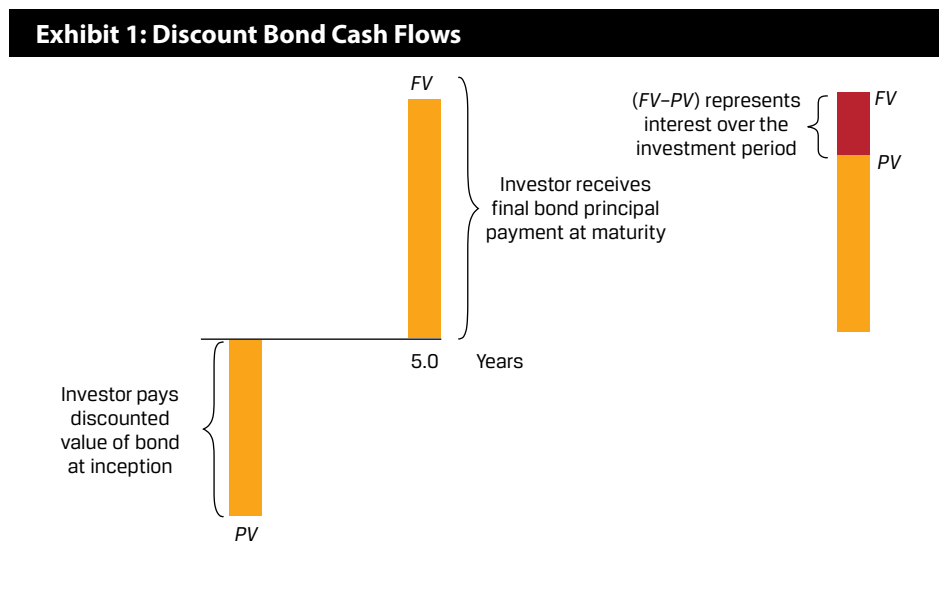 Exhibit 1: Discount Bond Cash Flows
FV
(FV–PV) represents
interest over the
investment period
FV
PV
Investor receives
final bond principal
payment at maturity
5.0
Years
Investor pays
discounted
value of bond
at inception
PV